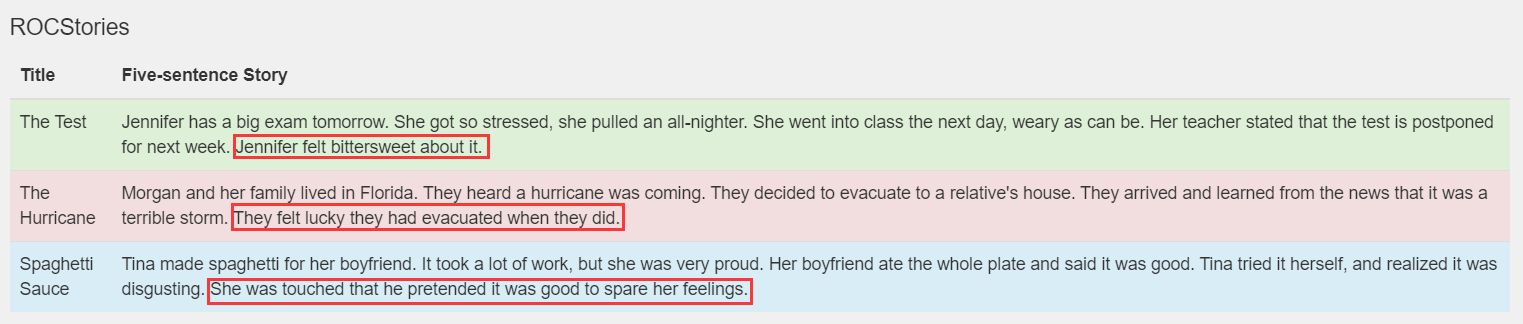 ROCStories
Title Five-sentence Story
The Test Jennifer has a big exam tomorrow. She got so stressed, she pulled an all-nighter. She went into class the next day, weary as can be. Her teacher stated that the test is postponed
for next week. Jennifer felt bittersweet about it.
The Morgan and her family lived in Florida. They heard a hurricane was coming. They decided to evacuate to a relative's house. They arrived and learned from the news that it was a
Hurricane terrible storm. They felt lucky they had evacuated when they did.
Spaghetti Tina made spaghetti for her boyfriend. It took a lot of work, but she was very proud. Her boyfriend ate the whole plate and said it was good. Tina tried it herself, and realized it was
Sauce disgusting. She was touched that he pretended it was good to spare her feelings.